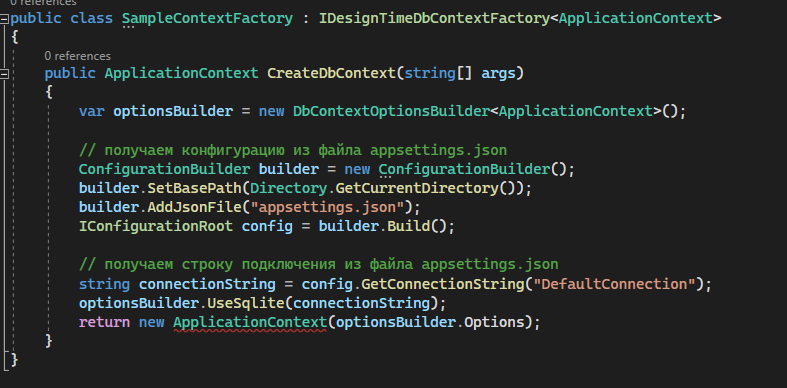 0 references
public class SampleContextFactory : IDesignTimeDbContextFactory<ApplicationContext>
{
0 references
public ApplicationContext CreateDbContext(string[] args)
{
var optionsBuilder = new DbContextOptionsBuilder<ApplicationContext>();
// получаем конфигурацию из файла appsettings.json
ConfigurationBuilder builder = new ConfigurationBuilder();
builder.SetBasePath(Directory.GetCurrentDirectory());
builder.AddJsonFile("appsettings.json");
IConfigurationRoot config = builder.Build();
// получаем строку подключения из файла appsettings.json
string connectionString = config.GetConnectionString("DefaultConnection");
optionsBuilder.UseSqlite(connectionString);
return new ApplicationContext(optionsBuilder.Options);
}
}